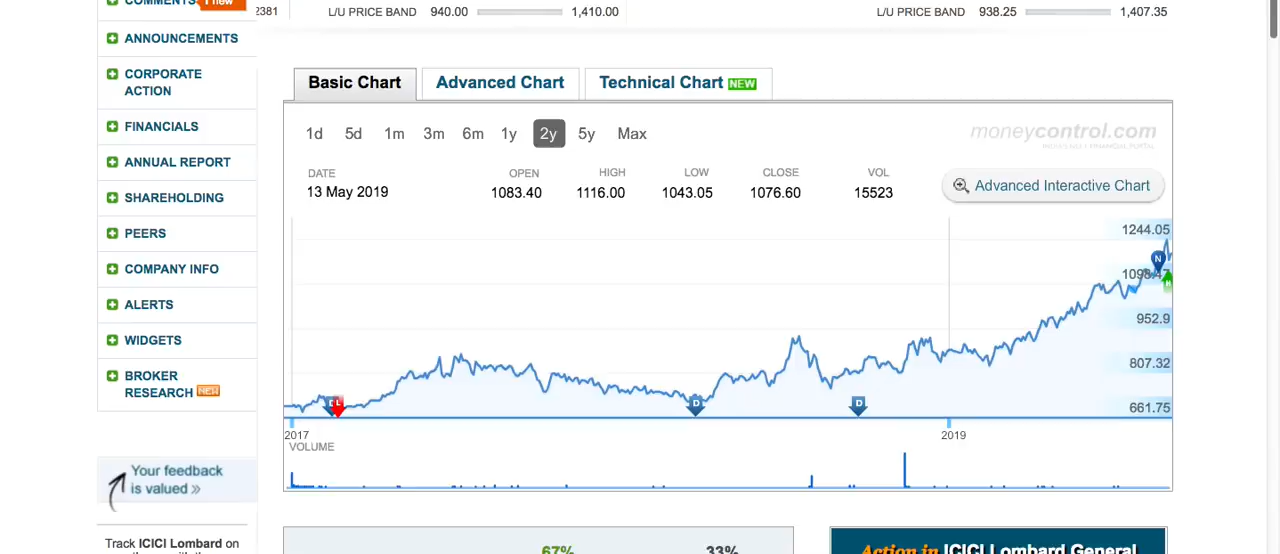 COMMENTS
2381
L/U PRICE BAND 940.00 1,410.00
L/U PRICE BAND 938.25 1,407.35
ANNOUNCEMENTS
CORPORATE
ACTION
FINANCIALS
ANNUAL REPORT
SHAREHOLDING
PEERS
COMPANY INFO
ALERTS
WIDGETS
BROKER
RESEARCH NEW
Your feedback
is valued »
Track ICICI Lombard on
Basic Chart Advanced Chart Technical Chart NEW
1d 5d 1m 3m 6m 1y 2y 5y Max
moneycontrol.com
DATE OPEN HIGH LOW CLOSE VOL
13 May 2019 1083.40 1116.00 1043.05 1076.60 15523
Advanced Interactive Chart
1244.05
N
1098.47
952.9
807.32
D L D D
661.75
2017 2019
VOLUME
67% 33%
Action in ICICI Lombard General